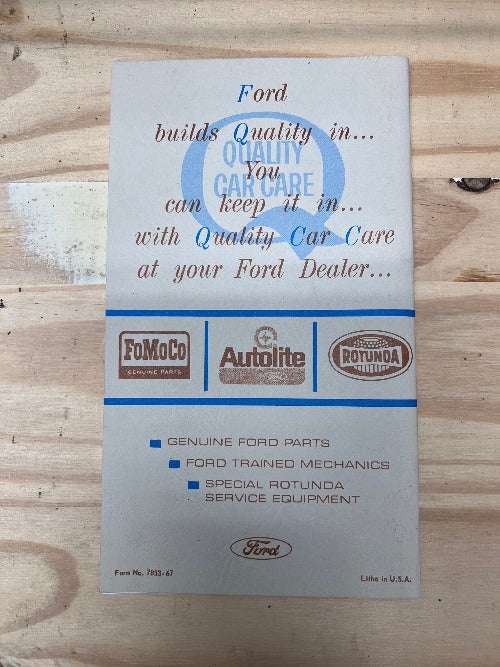 Ford
builds Quality in...
QUALITY
You
CAR CARE
can keep it in...
with Quality Car Care
at your Ford Dealer...
FoMoCo
GENUINE PARTS
Autolite
ROTUNDA
GENUINE FORD PARTS
FORD TRAINED MECHANICS
SPECIAL ROTUNDA
SERVICE EQUIPMENT
Ford
Form No. 7833-67
Litho in U.S.A.